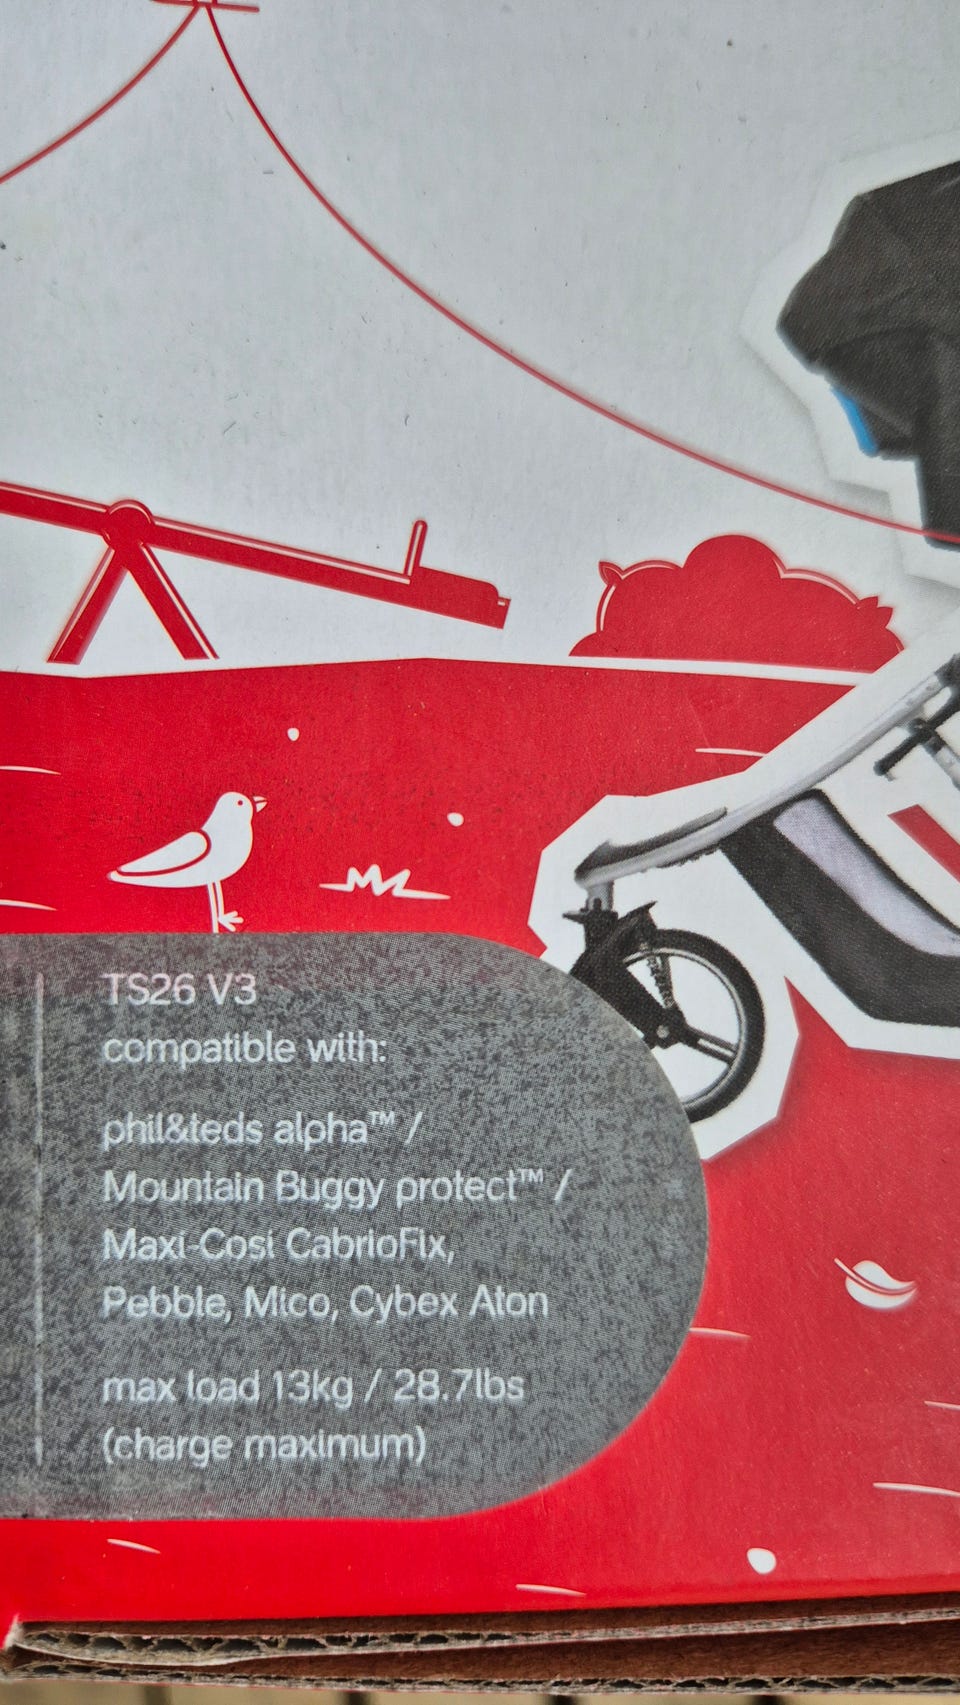 TS26 V3
compatible with:
phil&teds alpha™ /
Mountain Buggy protect™ /
Maxi-Cosi CabrioFix,
Pebble, Mico, Cybex Aton
max load 13kg / 28.7lbs
(charge maximum)